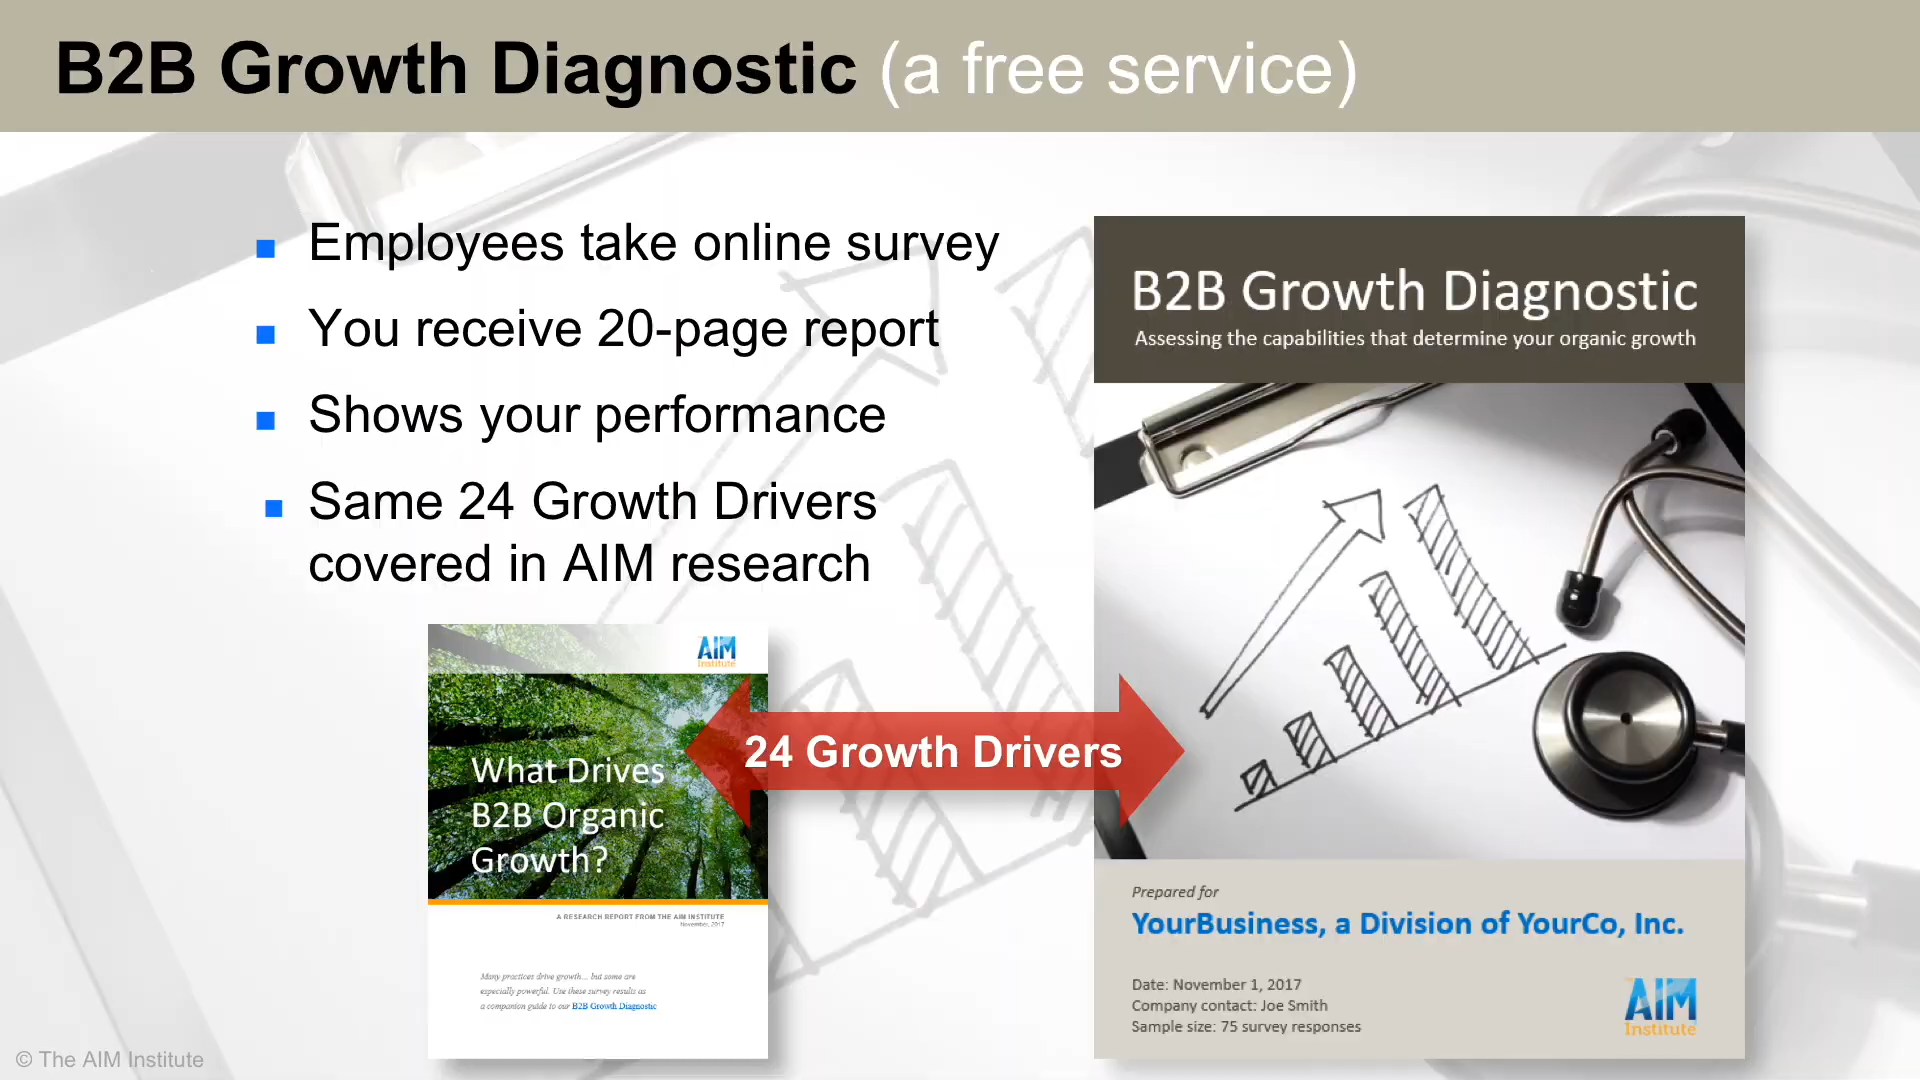 B2B Growth Diagnostic (a free service)
Employees take online survey
You receive 20-page report
Shows your performance
Same 24 Growth Drivers
covered in AIM research
AIM
Institute
What Drives
B2B Organic
Growth?
A RESEARCH REPORT FROM THE AIM INSTITUTE
November, 2017
Many practices drive growth... but some are
especially powerful. Use these survey results as
a companion guide to our B2B Growth Diagnostic
24 Growth Drivers
B2B Growth Diagnostic
Assessing the capabilities that determine your organic growth
Prepared for
YourBusiness, a Division of YourCo, Inc.
Date: November 1, 2017
Company contact: Joe Smith
Sample size: 75 survey responses
AIM
Institute
© The AIM Institute